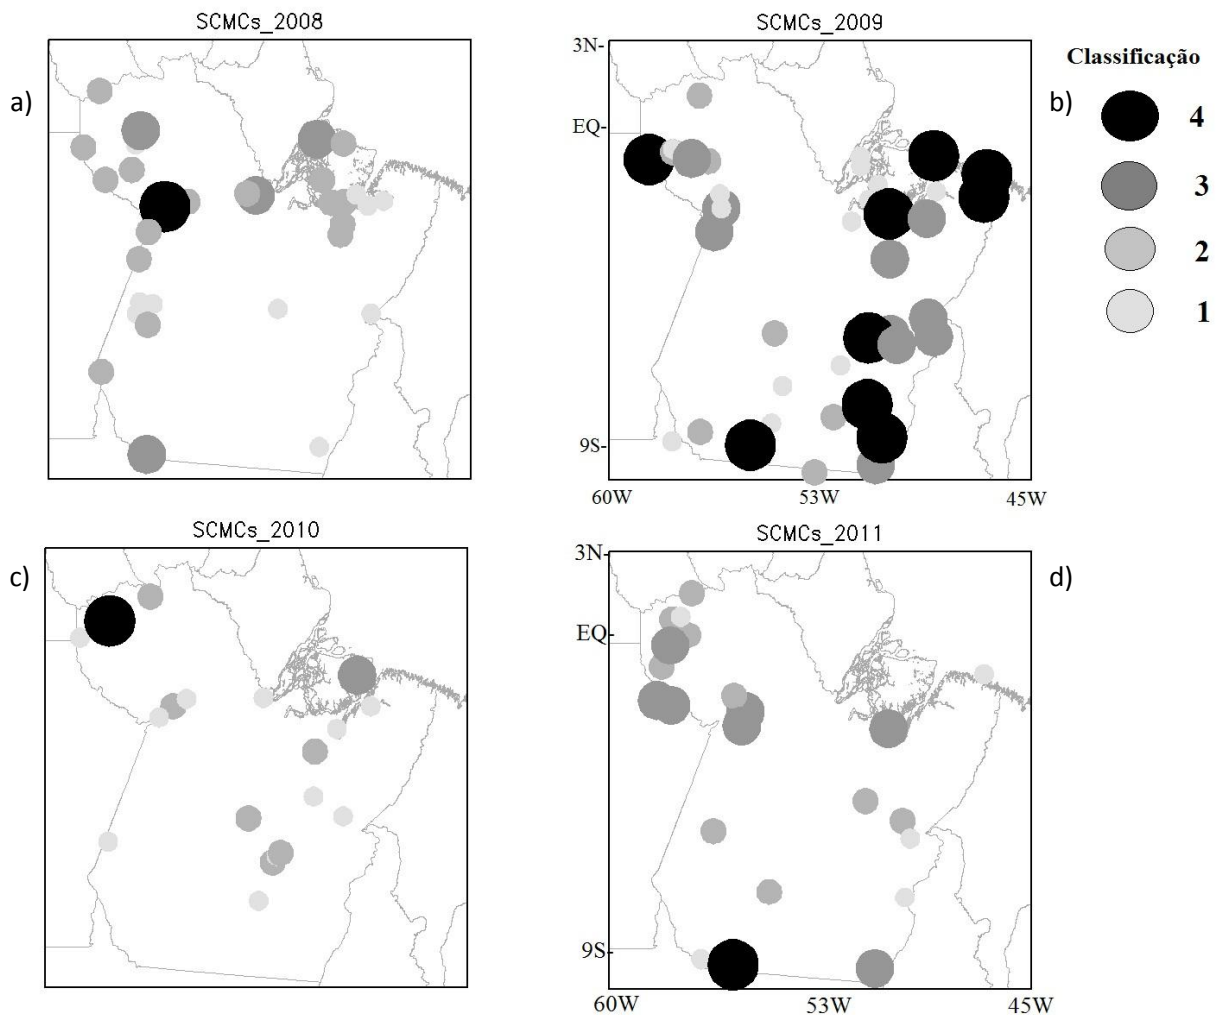 SCMCs_2008
a)
SCMCs_2009
3N-
EQ-
9S-
60W
53W
45W
b)
Classificação
4
3
2
1
SCMCs_2010
c)
SCMCs_2011
3N-
EQ-
9S-
60W
53W
45W
d)